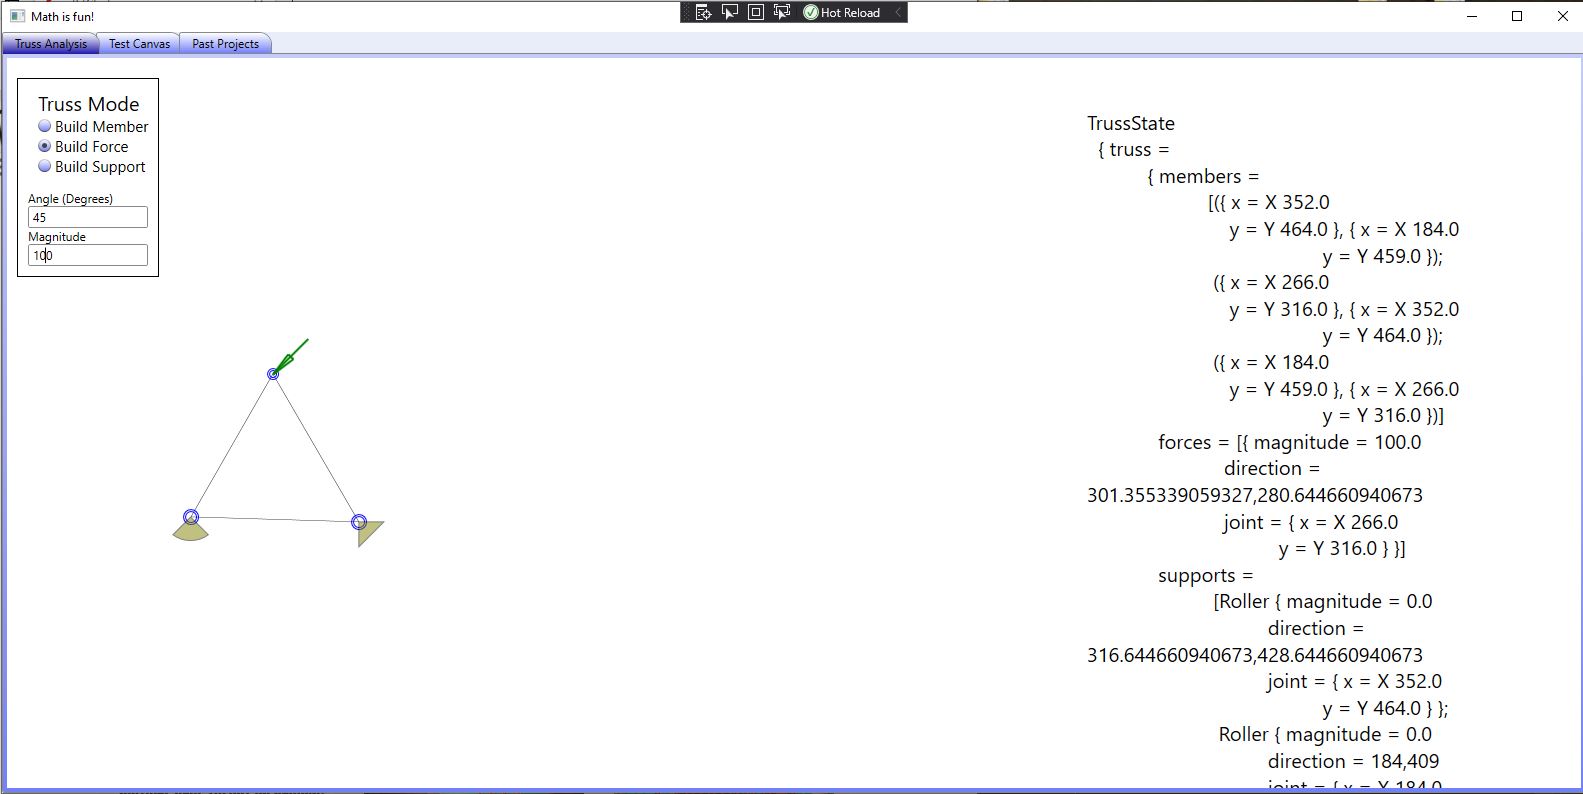 Math is fun!
Hot Reload
Truss Analysis
Test Canvas
Past Projects
Truss Mode
Build Member
Build Force
Build Support
Angle (Degrees)
45
Magnitude
100
TrussState
{ truss =
{ members =
[({ x = X 352.0
y = Y 464.0 }, { x = X 184.0
y = Y 459.0 });
({ x = X 266.0
y = Y 316.0 }, { x = X 352.0
y = Y 464.0 });
({ x = X 184.0
y = Y 459.0 }, { x = X 266.0
y = Y 316.0 })]
forces = [{ magnitude = 100.0
direction =
301.355339059327,280.644660940673
joint = { x = X 266.0
y = Y 316.0 } }]
supports =
[Roller { magnitude = 0.0
direction =
316.644660940673,428.644660940673
joint = { x = X 352.0
y = Y 464.0 } };
Roller { magnitude = 0.0
direction = 184,409
joint = { x = X 184.0